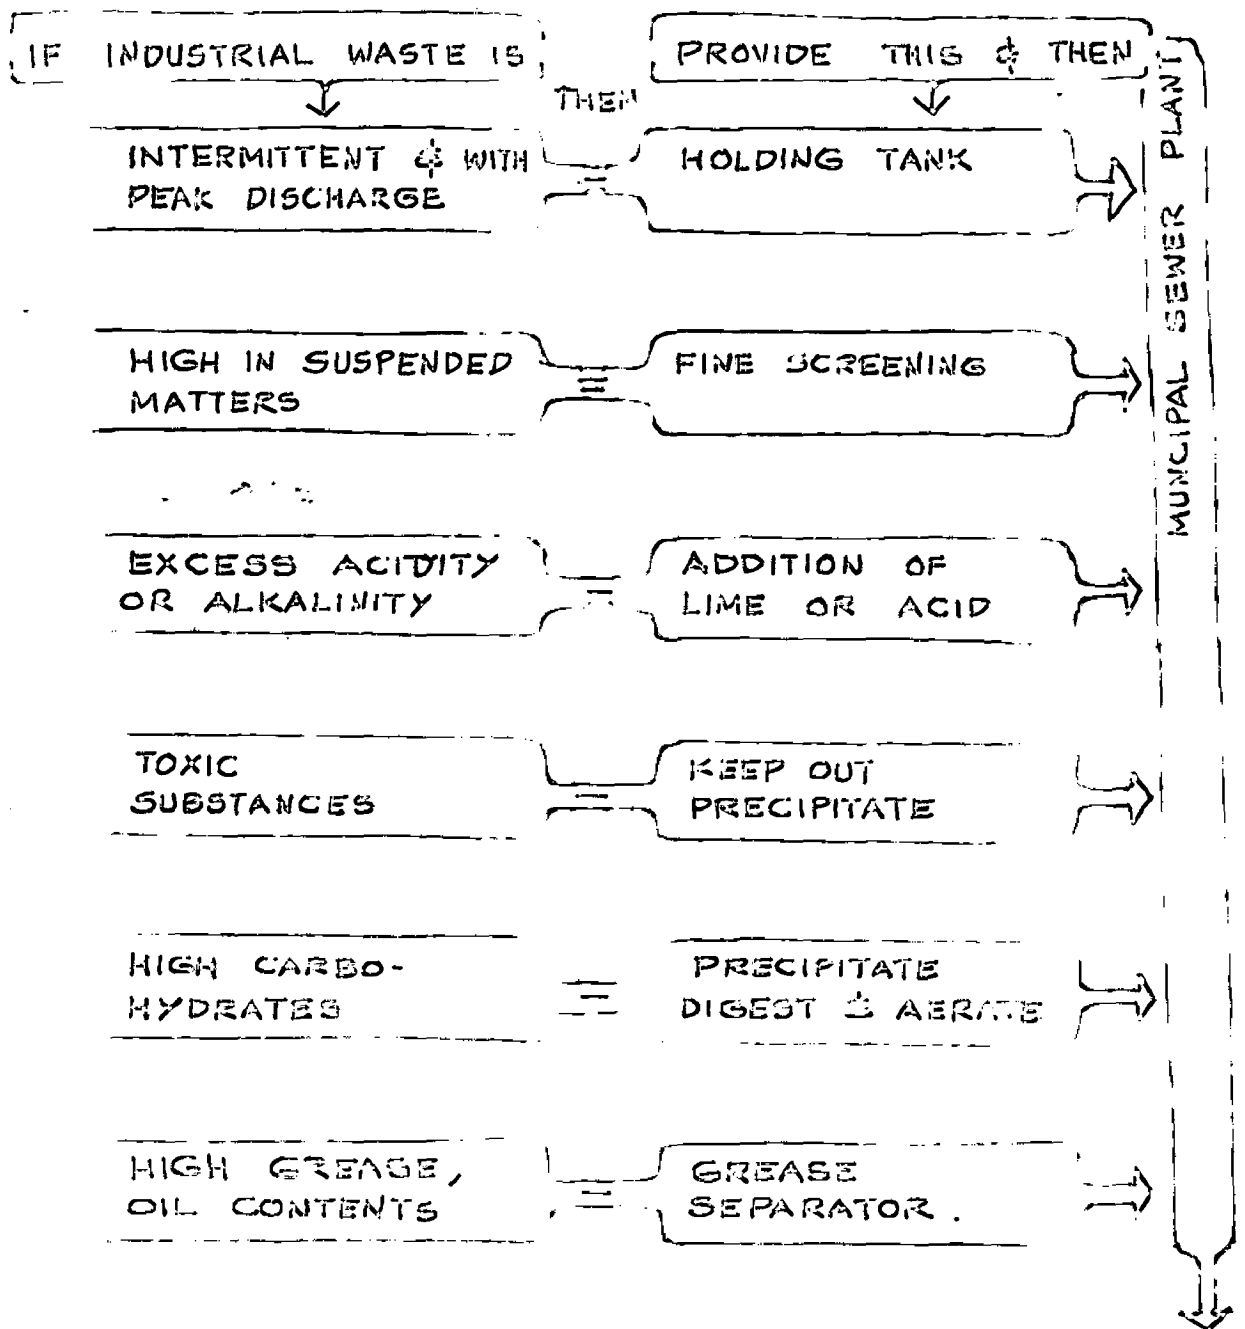 IF INDUSTRIAL WASTE IS
THEN
PROVIDE THIS & THEN
INTERMITTENT & WITH
PEAK DISCHARGE
HOLDING TANK
HIGH IN SUSPENDED
MATTERS
FINE SCREENING
EXCESS ACIDITY
OR ALKALINITY
ADDITION OF
LIME OR ACID
TOXIC
SUBSTANCES
KEEP OUT
PRECIPITATE
HIGH CARBO-
HYDRATES
PRECIPITATE
DIGEST & AERATE
HIGH GREASE,
OIL CONTENTS
GREASE
SEPARATOR.
MUNCIPAL SEWER PLANT